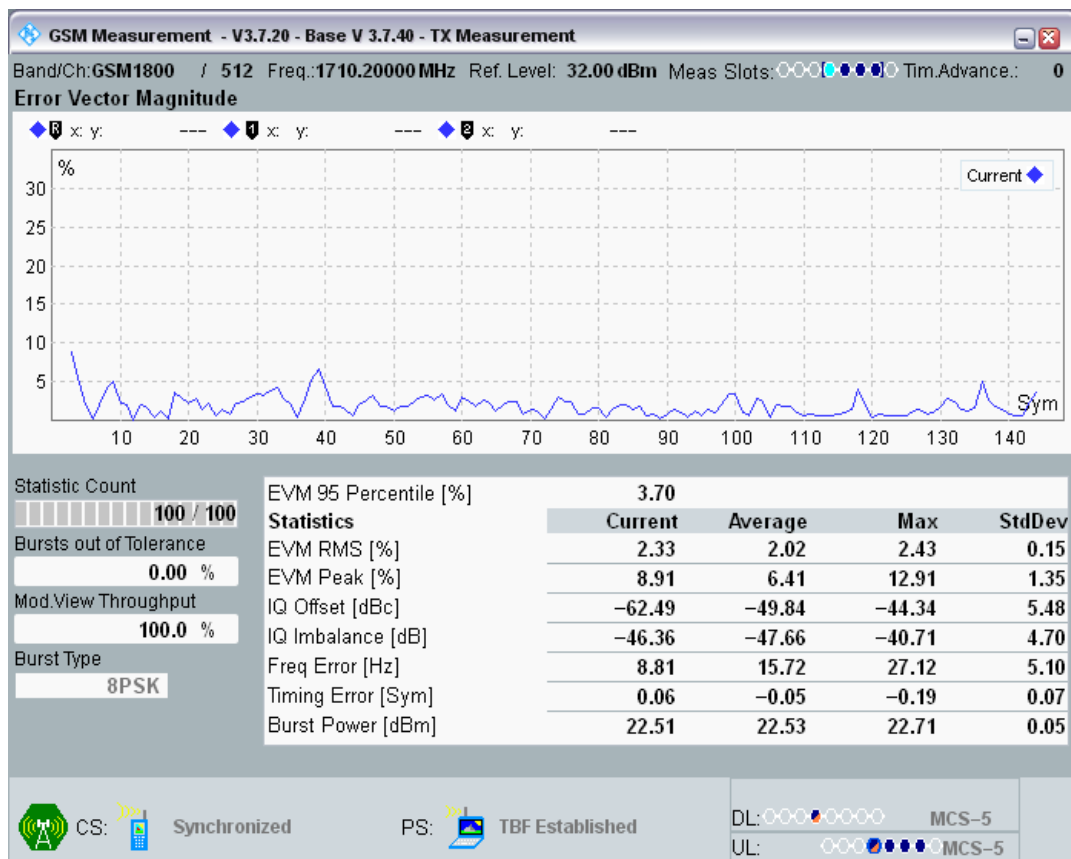 GSM Measurement - V3.7.20 - Base V 3.7.40 - TX Measurement
Band/Ch:GSM1800 / 512 Freq.:1710.20000 MHz Ref. Level: 32.00 dBm Meas Slots: Tim.Advance.: 0
Error Vector Magnitude
R x: y: --- 1 x: y: --- 2 x: y: ---
%
Current
30
25
20
15
10
5
Sym
10 20 30 40 50 60 70 80 90 100 110 120 130 140
Statistic Count
100 / 100
Bursts out of Tolerance
0.00 %
Mod.View Throughput
100.0 %
Burst Type
8PSK
EVM 95 Percentile [%] 3.70
Statistics Current Average Max StdDev
EVM RMS [%] 2.33 2.02 2.43 0.15
EVM Peak [%] 8.91 6.41 12.91 1.35
IQ Offset [dBc] −62.49 −49.84 −44.34 5.48
IQ Imbalance [dB] −46.36 −47.66 −40.71 4.70
Freq Error [Hz] 8.81 15.72 27.12 5.10
Timing Error [Sym] 0.06 −0.05 −0.19 0.07
Burst Power [dBm] 22.51 22.53 22.71 0.05
CS: Synchronized PS: TBF Established
DL: MCS−5
UL: MCS−5